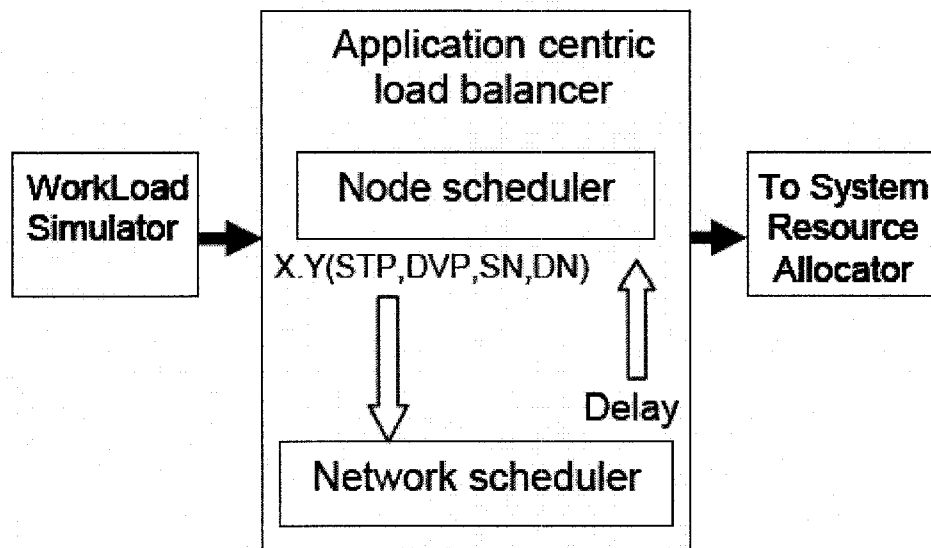 Application centric
load balancer
WorkLoad
Simulator
Node scheduler
To System
Resource
Allocator
X.Y(STP,DVP,SN,DN)
Delay
Network scheduler